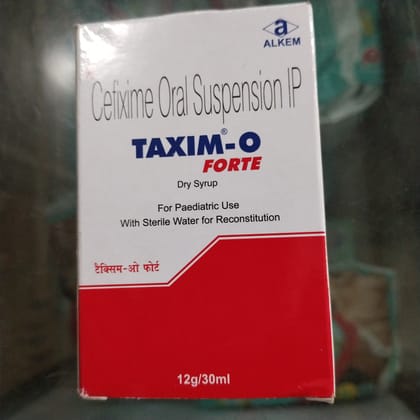 a
ALKEM
Cefixime Oral Suspension IP
TAXIM®-O
FORTE
Dry Syrup
For Paediatric Use
With Sterile Water for Reconstitution
टैक्सिम-ओ फोर्ट
12g/30ml